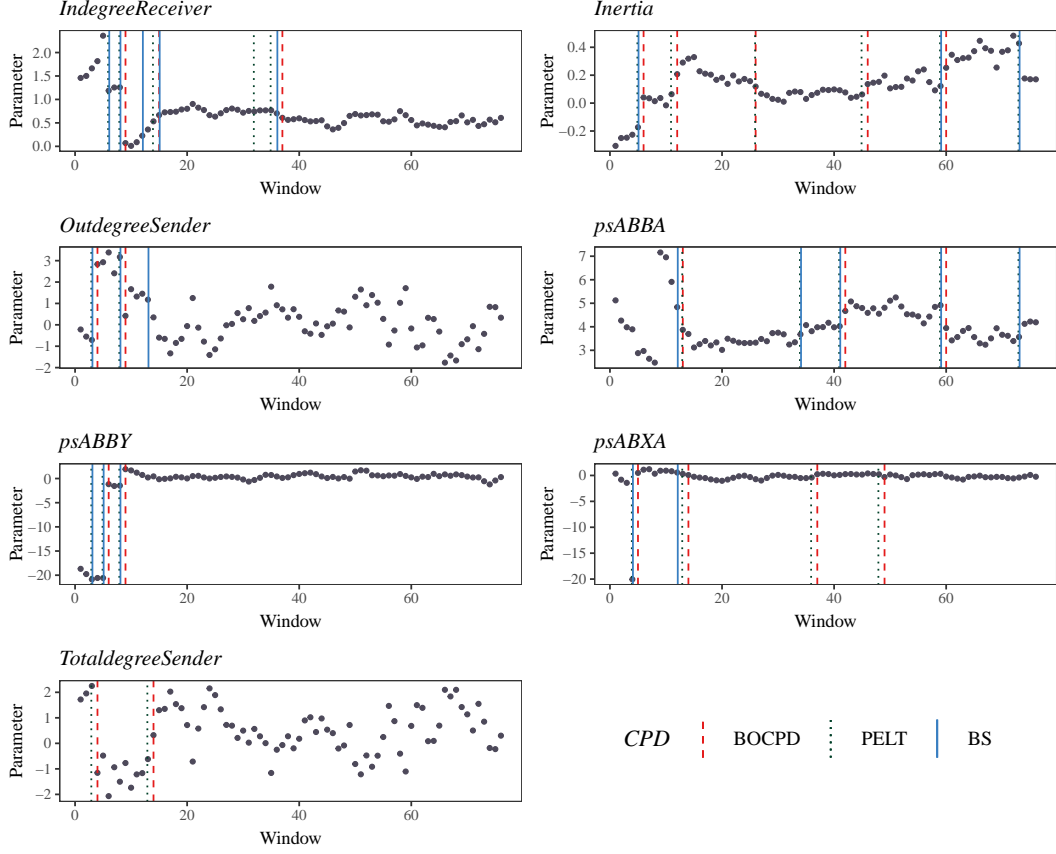 IndegreeReceiver
Parameter
2.0
1.5
1.0
0.5
0.0
0 20 40 60
Window
Inertia
Parameter
0.4
0.2
0.0
−0.2
0 20 40 60
Window
OutdegreeSender
Parameter
3
2
1
0
−1
−2
0 20 40 60
Window
psABBA
Parameter
7
6
5
4
3
0 20 40 60
Window
psABBY
Parameter
0
−5
−10
−15
−20
0 20 40 60
Window
psABXA
Parameter
0
−5
−10
−15
−20
0 20 40 60
Window
TotaldegreeSender
Parameter
2
1
0
−1
−2
0 20 40 60
Window
CPD BOCPD PELT BS